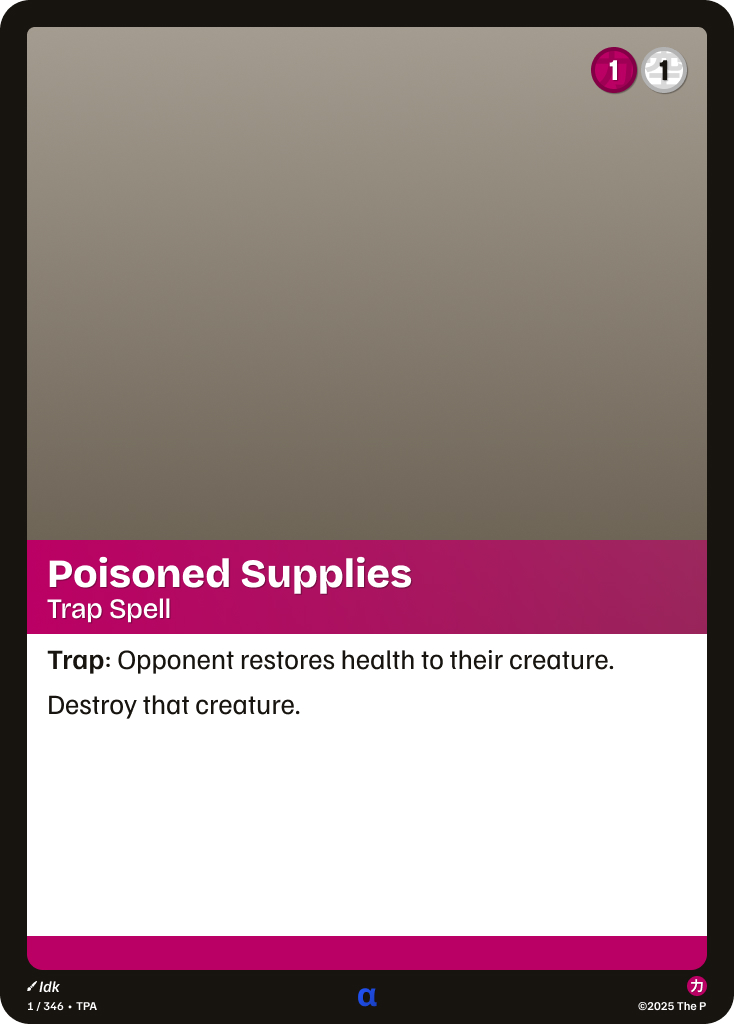 1 1
Poisoned Supplies
Trap Spell
Trap: Opponent restores health to their creature.
Destroy that creature.
Idk
1 / 346 • TPA
α
力
©2025 The P